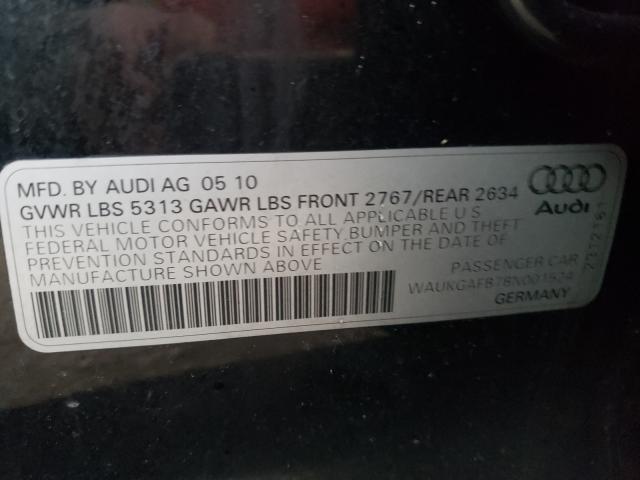 MFD. BY AUDI AG 05 10
GVWR LBS 5313 GAWR LBS FRONT 2767/REAR 2634
THIS VEHICLE CONFORMS TO ALL APPLICABLE U S
FEDERAL MOTOR VEHICLE SAFETY, BUMPER AND THEFT
PREVENTION STANDARDS IN EFFECT ON THE DATE OF
MANUFACTURE SHOWN ABOVE
Audi
PASSENGER CAR
WAUKGAFB7BN001924
GERMANY
2312161